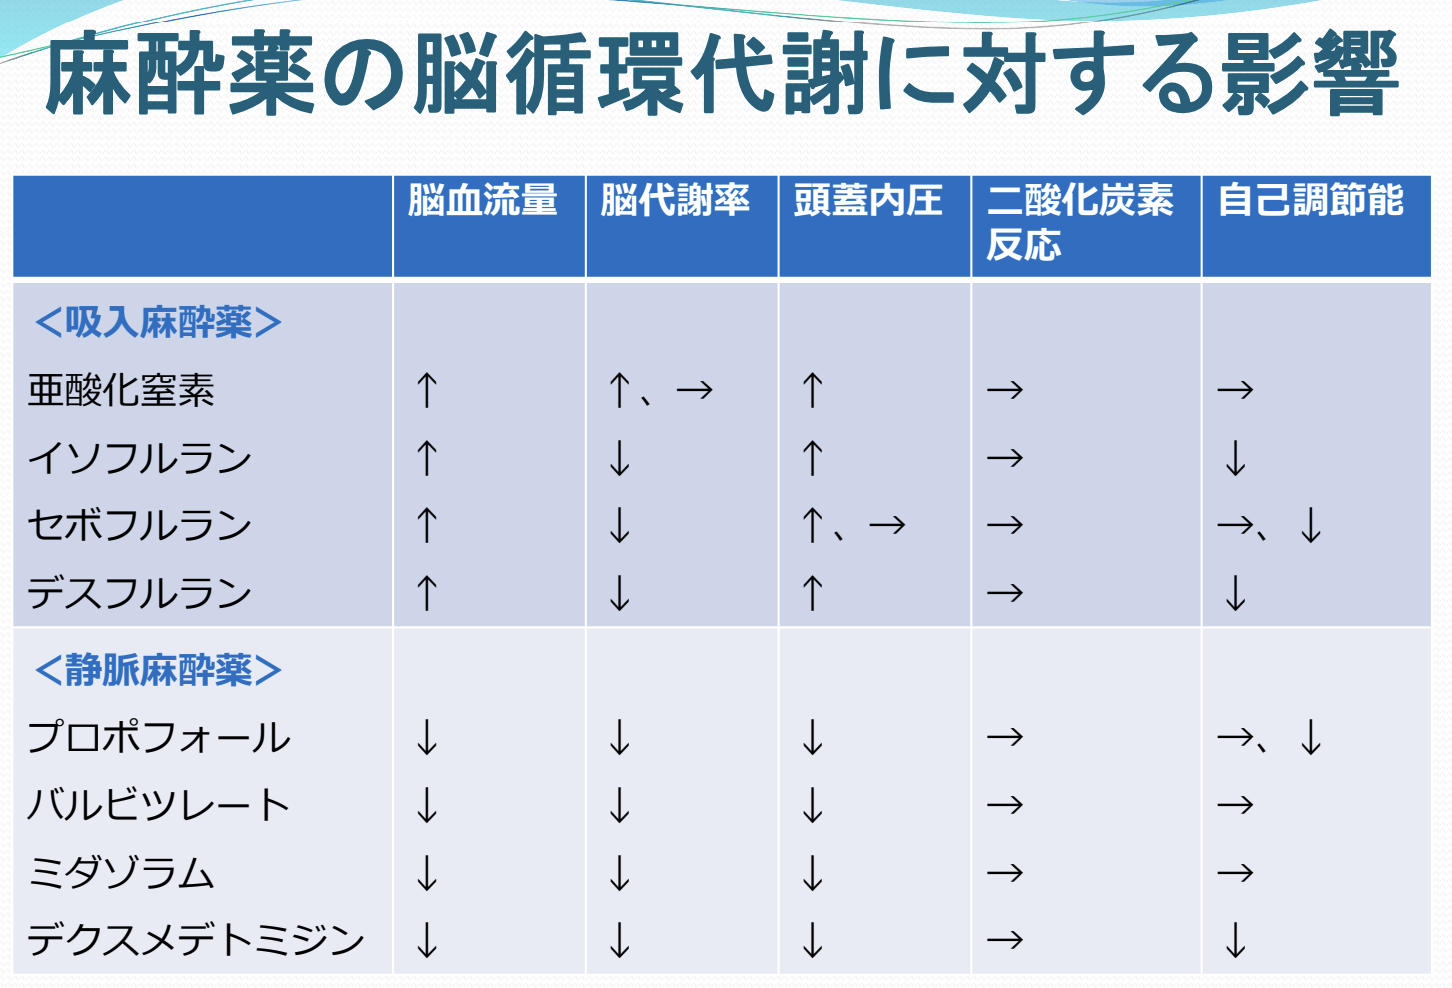 麻酔薬の脳循環代謝に対する影響
脳血流量 脳代謝率 頭蓋内圧 二酸化炭素 自己調節能
反応
＜吸入麻酔薬＞
亜酸化窒素 ↑ ↑、→ ↑ → →
イソフルラン ↑ ↓ ↑ → ↓
セボフルラン ↑ ↓ ↑、→ → →、↓
デスフルラン ↑ ↓ ↑ → ↓
＜静脈麻酔薬＞
プロポフォール ↓ ↓ ↓ → →、↓
バルビツレート ↓ ↓ ↓ → →
ミダゾラム ↓ ↓ ↓ → →
デクスメデトミジン ↓ ↓ ↓ → ↓